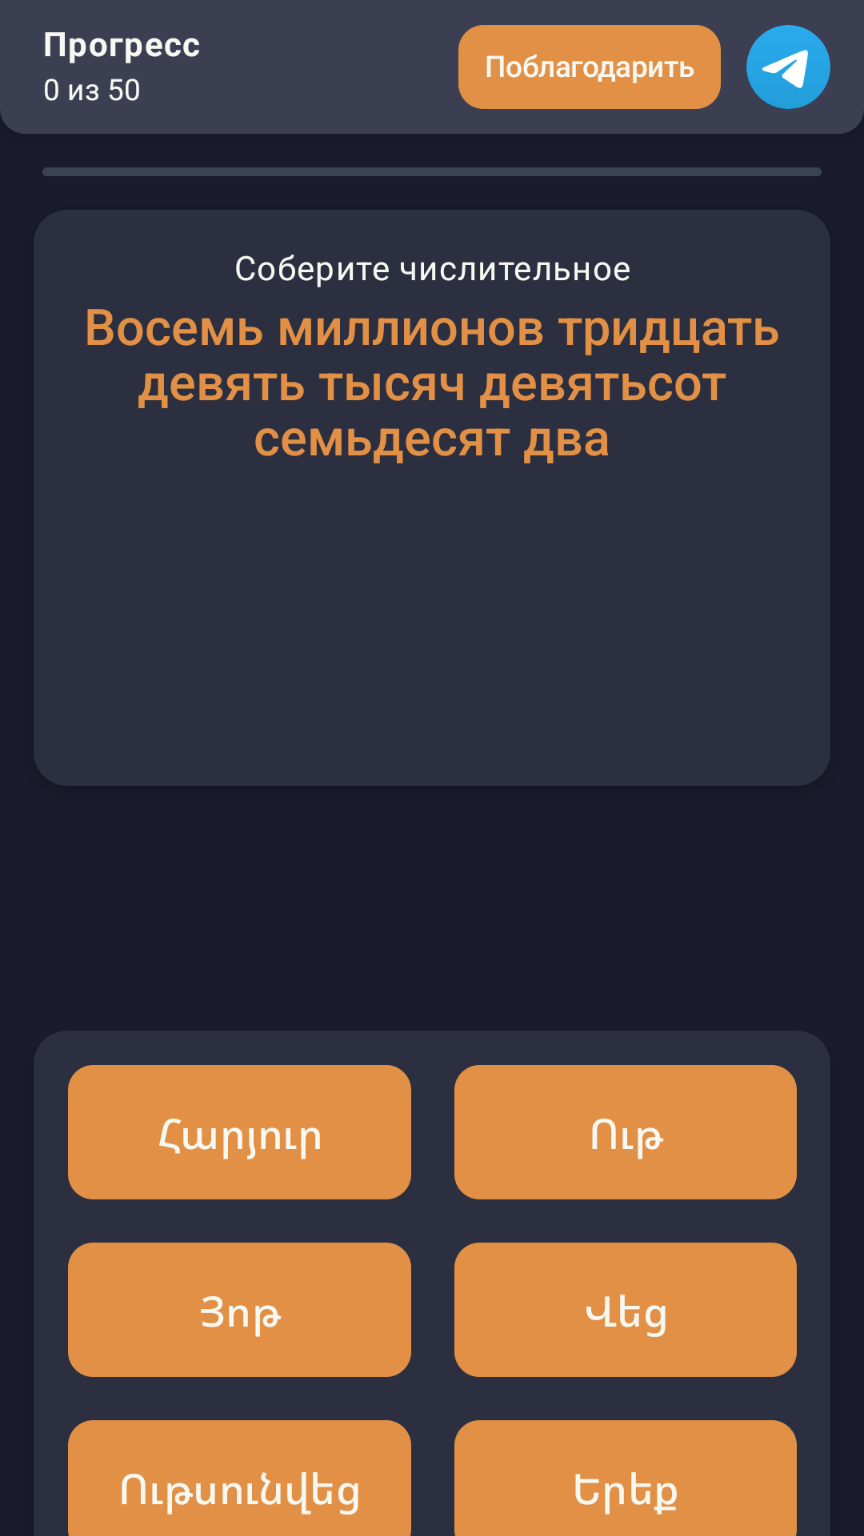 Прогресс
0 из 50
Поблагодарить
Соберите числительное
Восемь миллионов тридцать
девять тысяч девятьсот
семьдесят два
Հարյուր
Ութ
Յոթ
Վեց
Ութսունվեց
Երեք